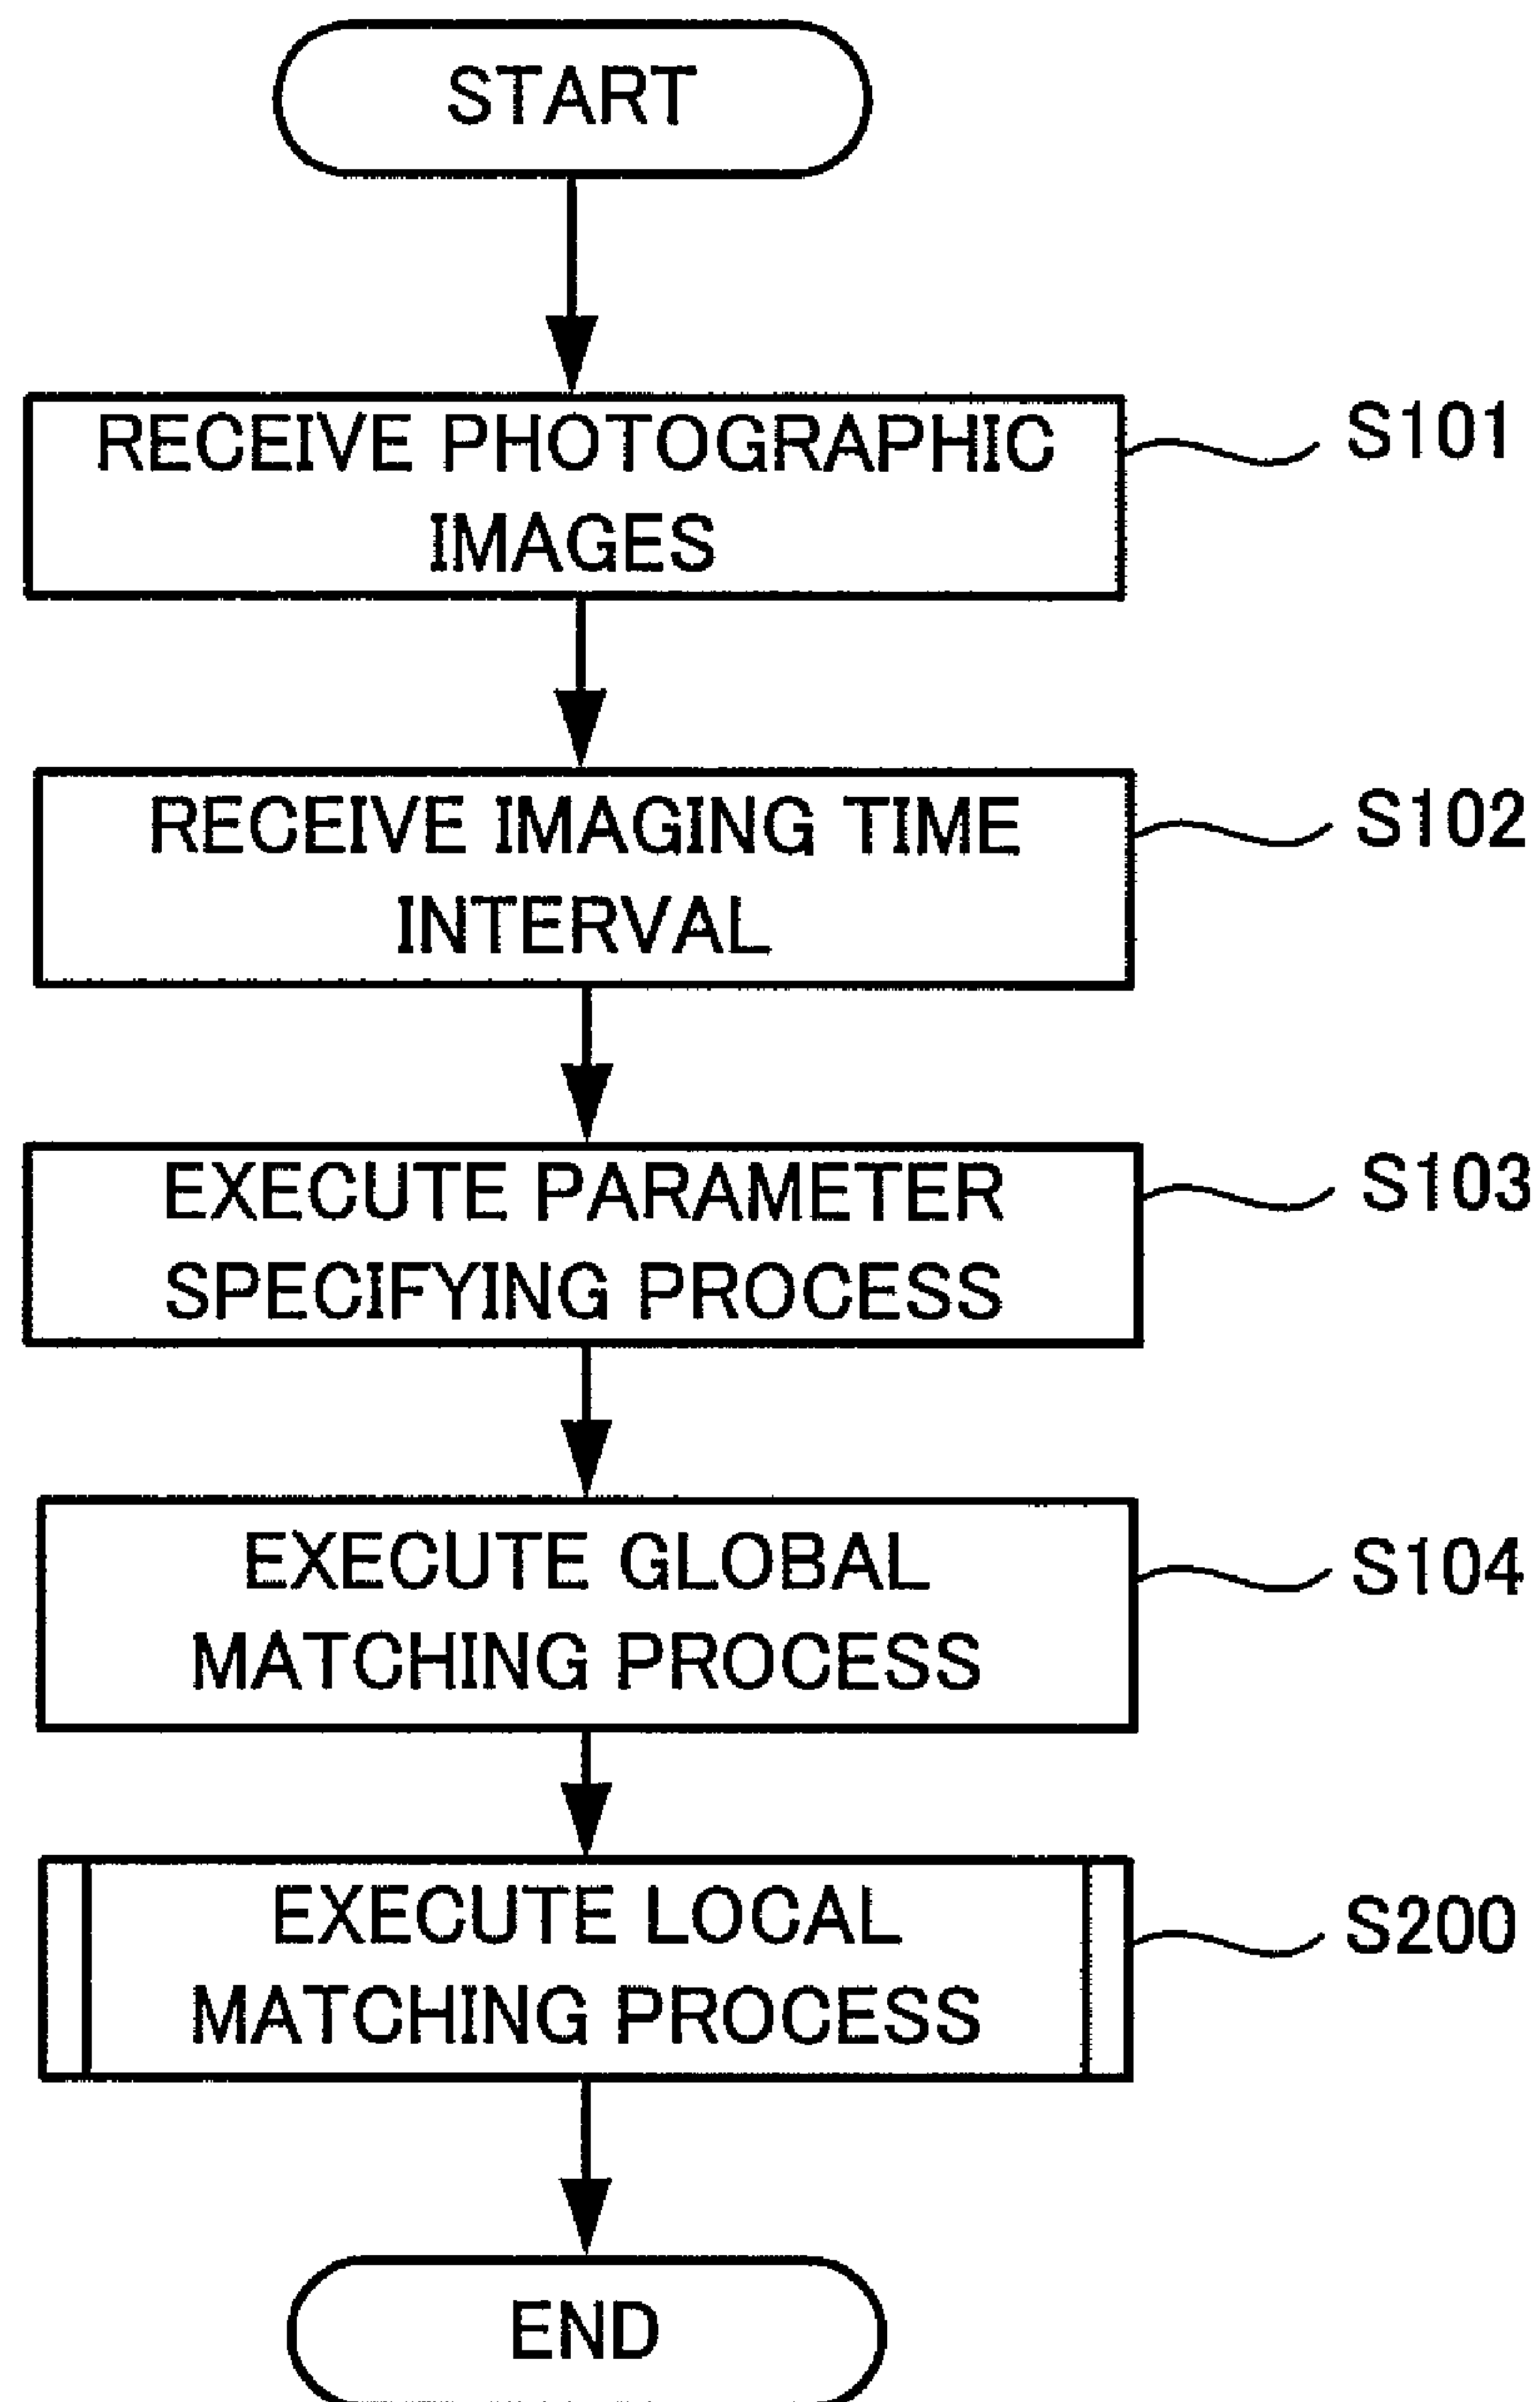 START
RECEIVE PHOTOGRAPHIC
IMAGES
S101
RECEIVE IMAGING TIME
INTERVAL
S102
EXECUTE PARAMETER
SPECIFYING PROCESS
S103
EXECUTE GLOBAL
MATCHING PROCESS
S104
EXECUTE LOCAL
MATCHING PROCESS
S200
END